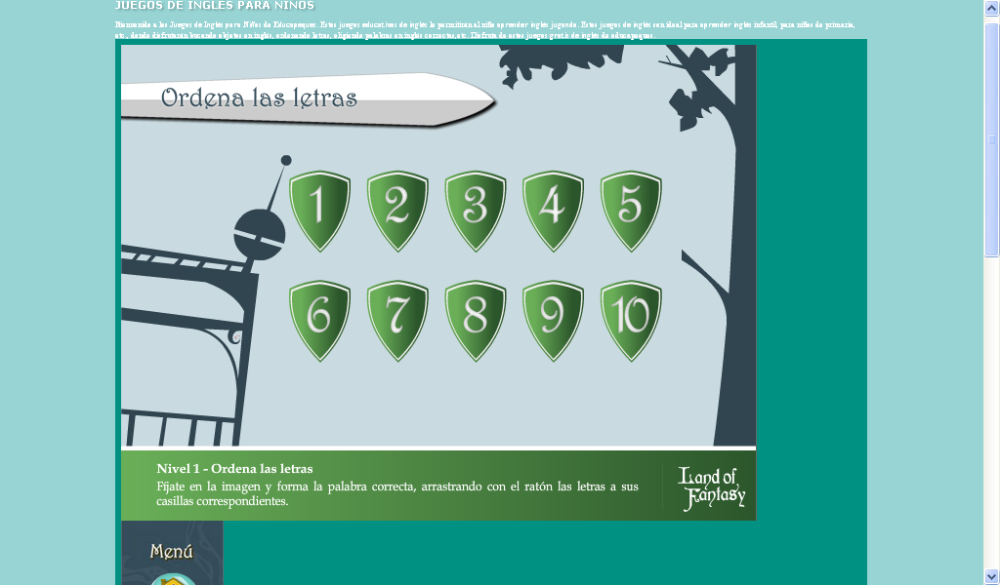 JUEGOS DE INGLES PARA NIÑOS
Bienvenido a los Juegos de Inglés para Niños de Educapeques. Estos juegos educativos de inglés le permitirán al niño aprender inglés jugando. Estos juegos de inglés son ideal para aprender inglés infantil, para niños de primaria,
etc., donde disfrutarán buscando objetos en inglés, ordenando letras, eligiendo palabras en inglés correctas,etc. Disfruta de estos juegos gratis de inglés de educapeques.
Ordena las letras
1 2 3 4 5
6 7 8 9 10
Nivel 1 - Ordena las letras
Fíjate en la imagen y forma la palabra correcta, arrastrando con el ratón las letras a sus
casillas correspondientes.
Land of
Fantasy
Menú